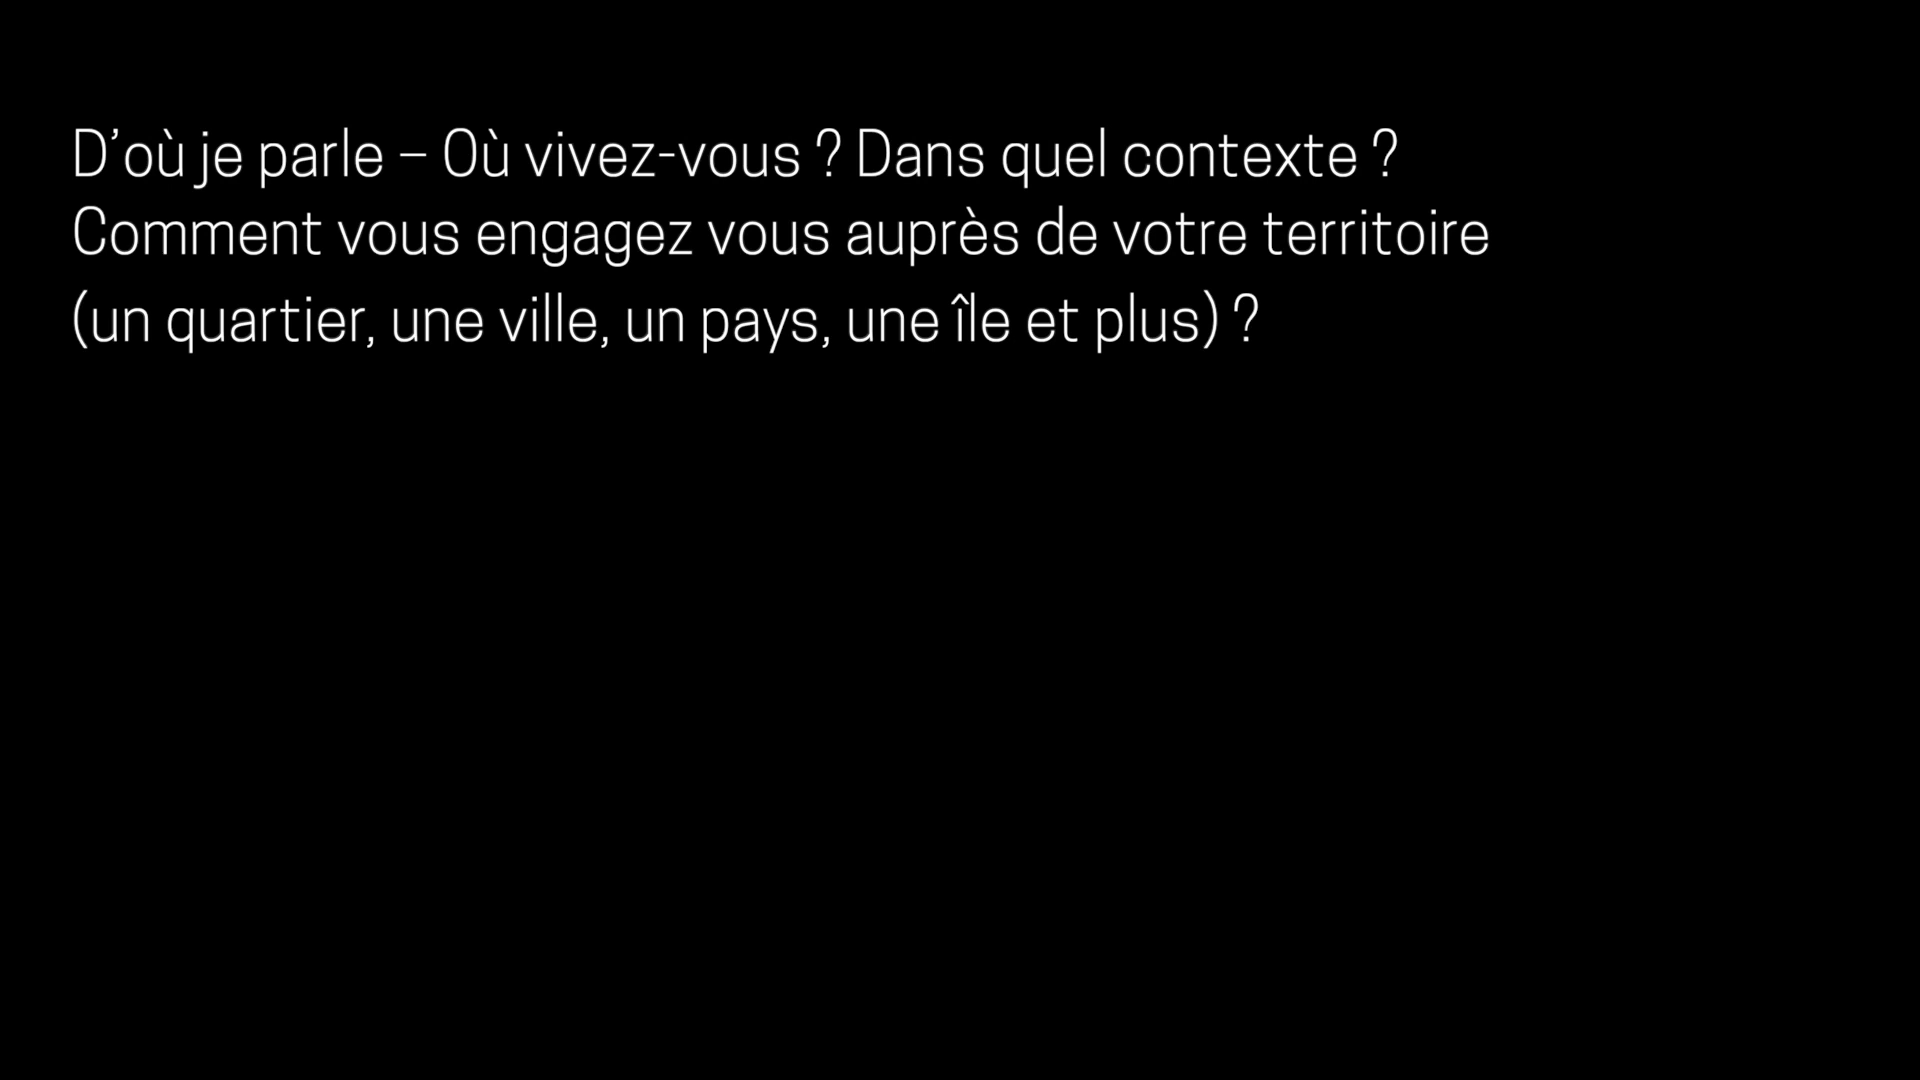 D’où je parle – Où vivez-vous ? Dans quel contexte ?
Comment vous engagez vous auprès de votre territoire
(un quartier, une ville, un pays, une île et plus) ?